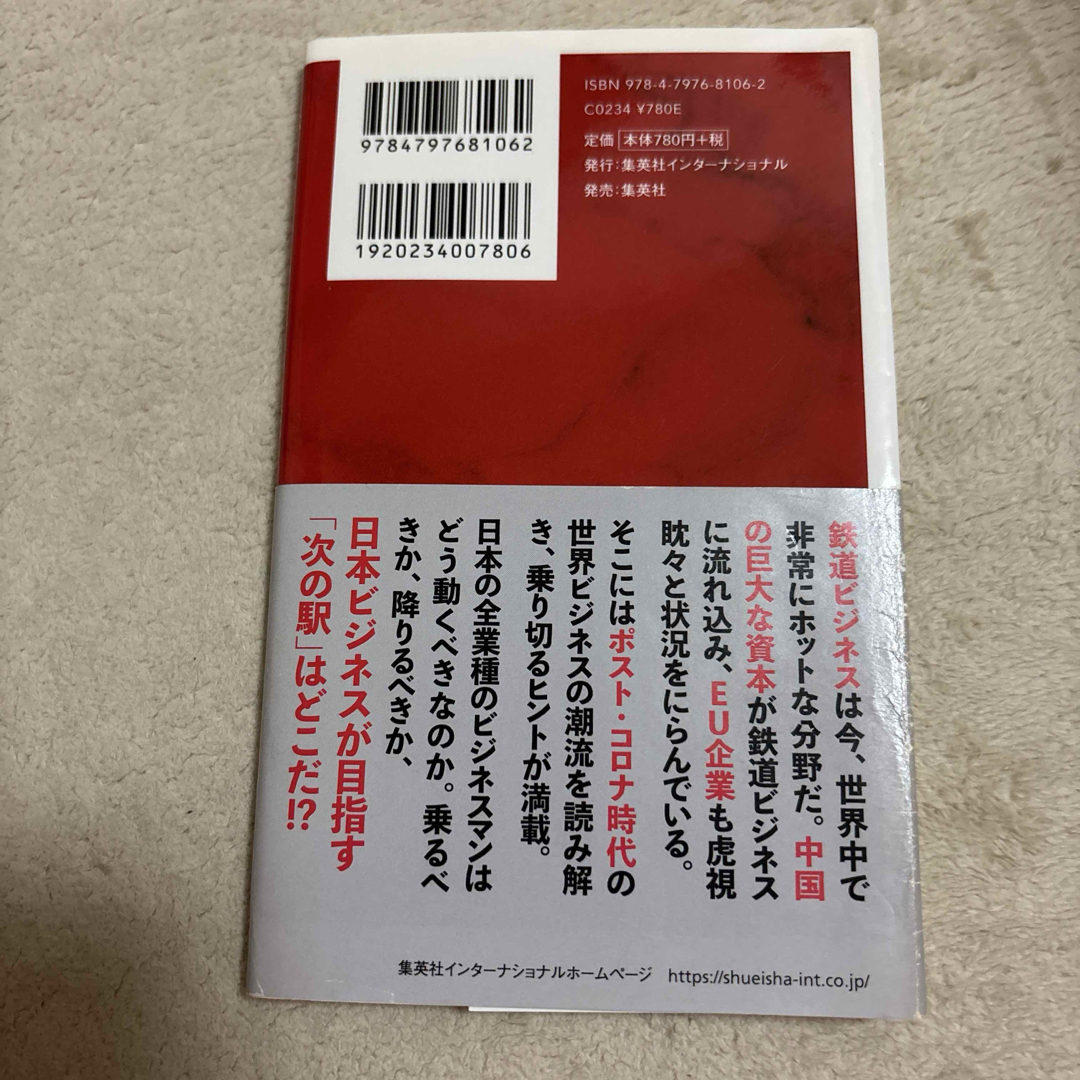 9784797681062
1920234007806
ISBN 978-4-7976-8106-2
C0234 ¥780E
定価 本体780円+税
発行：集英社インターナショナル
発売：集英社
鉄道ビジネスは今、世界中で
非常にホットな分野だ。中国
の巨大な資本が鉄道ビジネス
に流れ込み、EU企業も虎視
眈々と状況をにらんでいる。
そこにはポスト・コロナ時代の
世界ビジネスの潮流を読み解
き、乗り切るヒントが満載。
日本の全業種のビジネスマンは
どう動くべきなのか。乗るべ
きか、降りるべきか、
日本ビジネスが目指す
「次の駅」はどこだ!?
集英社インターナショナルホームページ https://shueisha-int.co.jp/